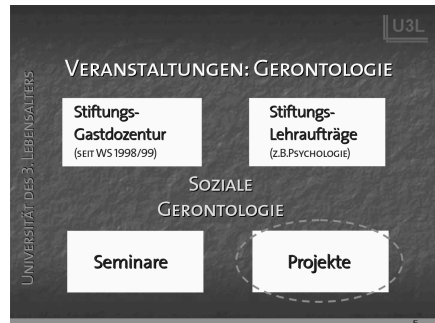 U3L
VERANSTALTUNGEN: GERONTOLOGIE
UNIVERSITÄT DES 3. LEBENSALTERS
Stiftungs-
Gastdozentur
(SEIT WS 1998/99)
Stiftungs-
Lehraufträge
(Z.B.PSYCHOLOGIE)
SOZIALE
GERONTOLOGIE
Seminare
Projekte